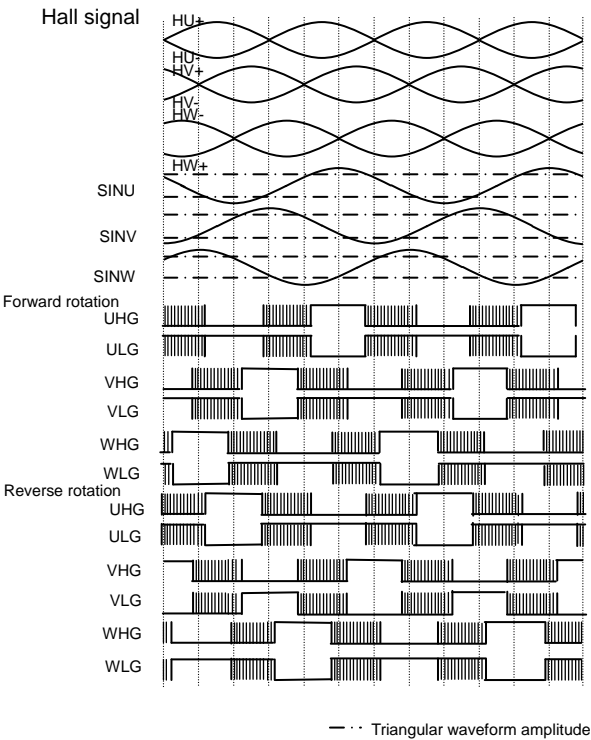 Hall signal
HU+
HU-
HV+
HV-
HW-
HW+
SINU
SINV
SINW
Forward rotation
UHG
ULG
VHG
VLG
WHG
WLG
Reverse rotation
UHG
ULG
VHG
VLG
WHG
WLG
Triangular waveform amplitude